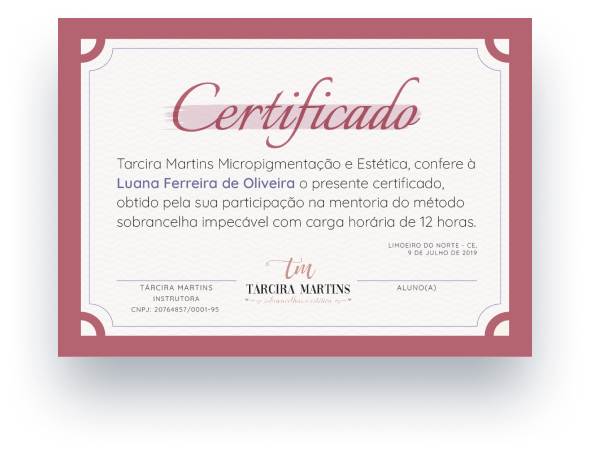 Certificado
Tarcira Martins Micropigmentação e Estética, confere à
Luana Ferreira de Oliveira o presente certificado,
obtido pela sua participação na mentoria do método
sobrancelha impecável com carga horária de 12 horas.
LIMOEIRO DO NORTE - CE,
9 DE JULHO DE 2019
tm
TARCIRA MARTINS
sobrancelhas e estética
TARCIRA MARTINS
INSTRUTORA
CNPJ: 20764857/0001-95
ALUNO(A)